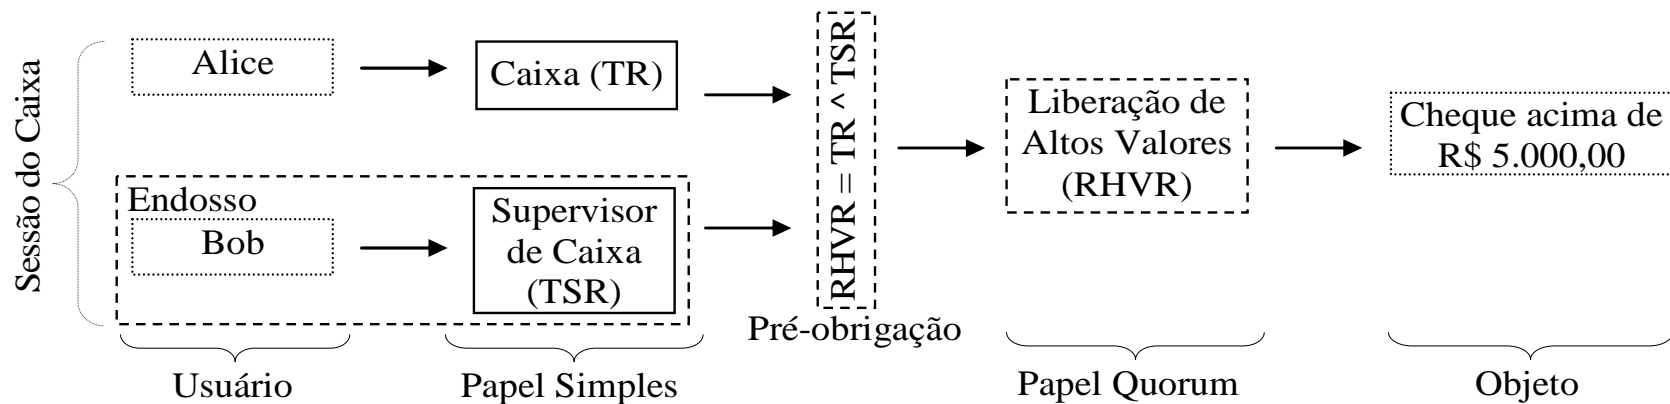 Sessão do Caixa
Alice
Caixa (TR)
Endosso
Bob
Supervisor
de Caixa
(TSR)
RHVR = TR ^ TSR
Pré-obrigação
Liberação de
Altos Valores
(RHVR)
Cheque acima de
R$ 5.000,00
Usuário
Papel Simples
Papel Quorum
Objeto